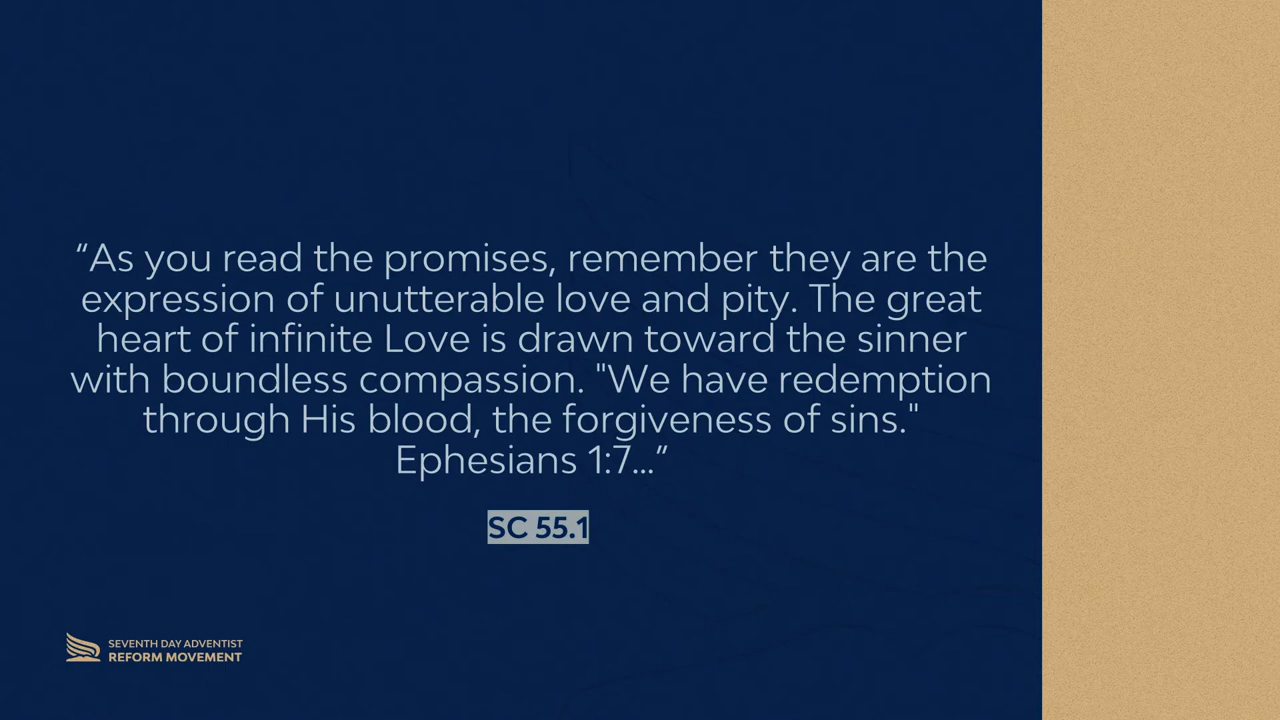 “As you read the promises, remember they are the
expression of unutterable love and pity. The great
heart of infinite Love is drawn toward the sinner
with boundless compassion. "We have redemption
through His blood, the forgiveness of sins."
Ephesians 1:7...”
SC 55.1
SEVENTH DAY ADVENTIST
REFORM MOVEMENT